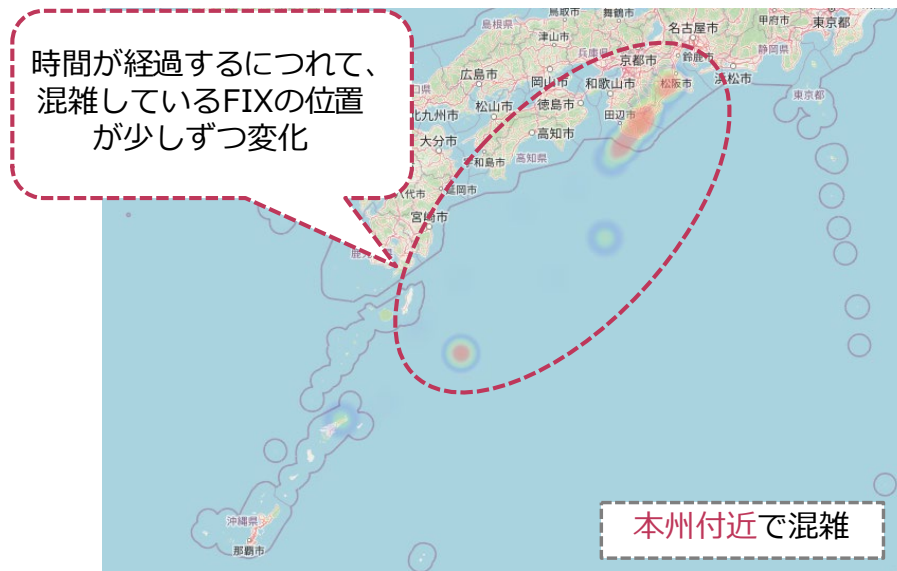 時間が経過するにつれて、
混雑しているFIXの位置
が少しずつ変化
島根県
鳥取市
舞鶴市
名古屋市
甲府市
東京都
津山市
兵庫県
京都市
鈴鹿市
静岡県
広島市
岡山市
和歌山市
松阪市
浜松市
東京都
口県
北九州市
松山市
徳島市
田辺市
大分市
高知市
宇和島市
高知県
八代市
延岡市
宮崎市
沖縄県
那覇市
本州付近で混雑